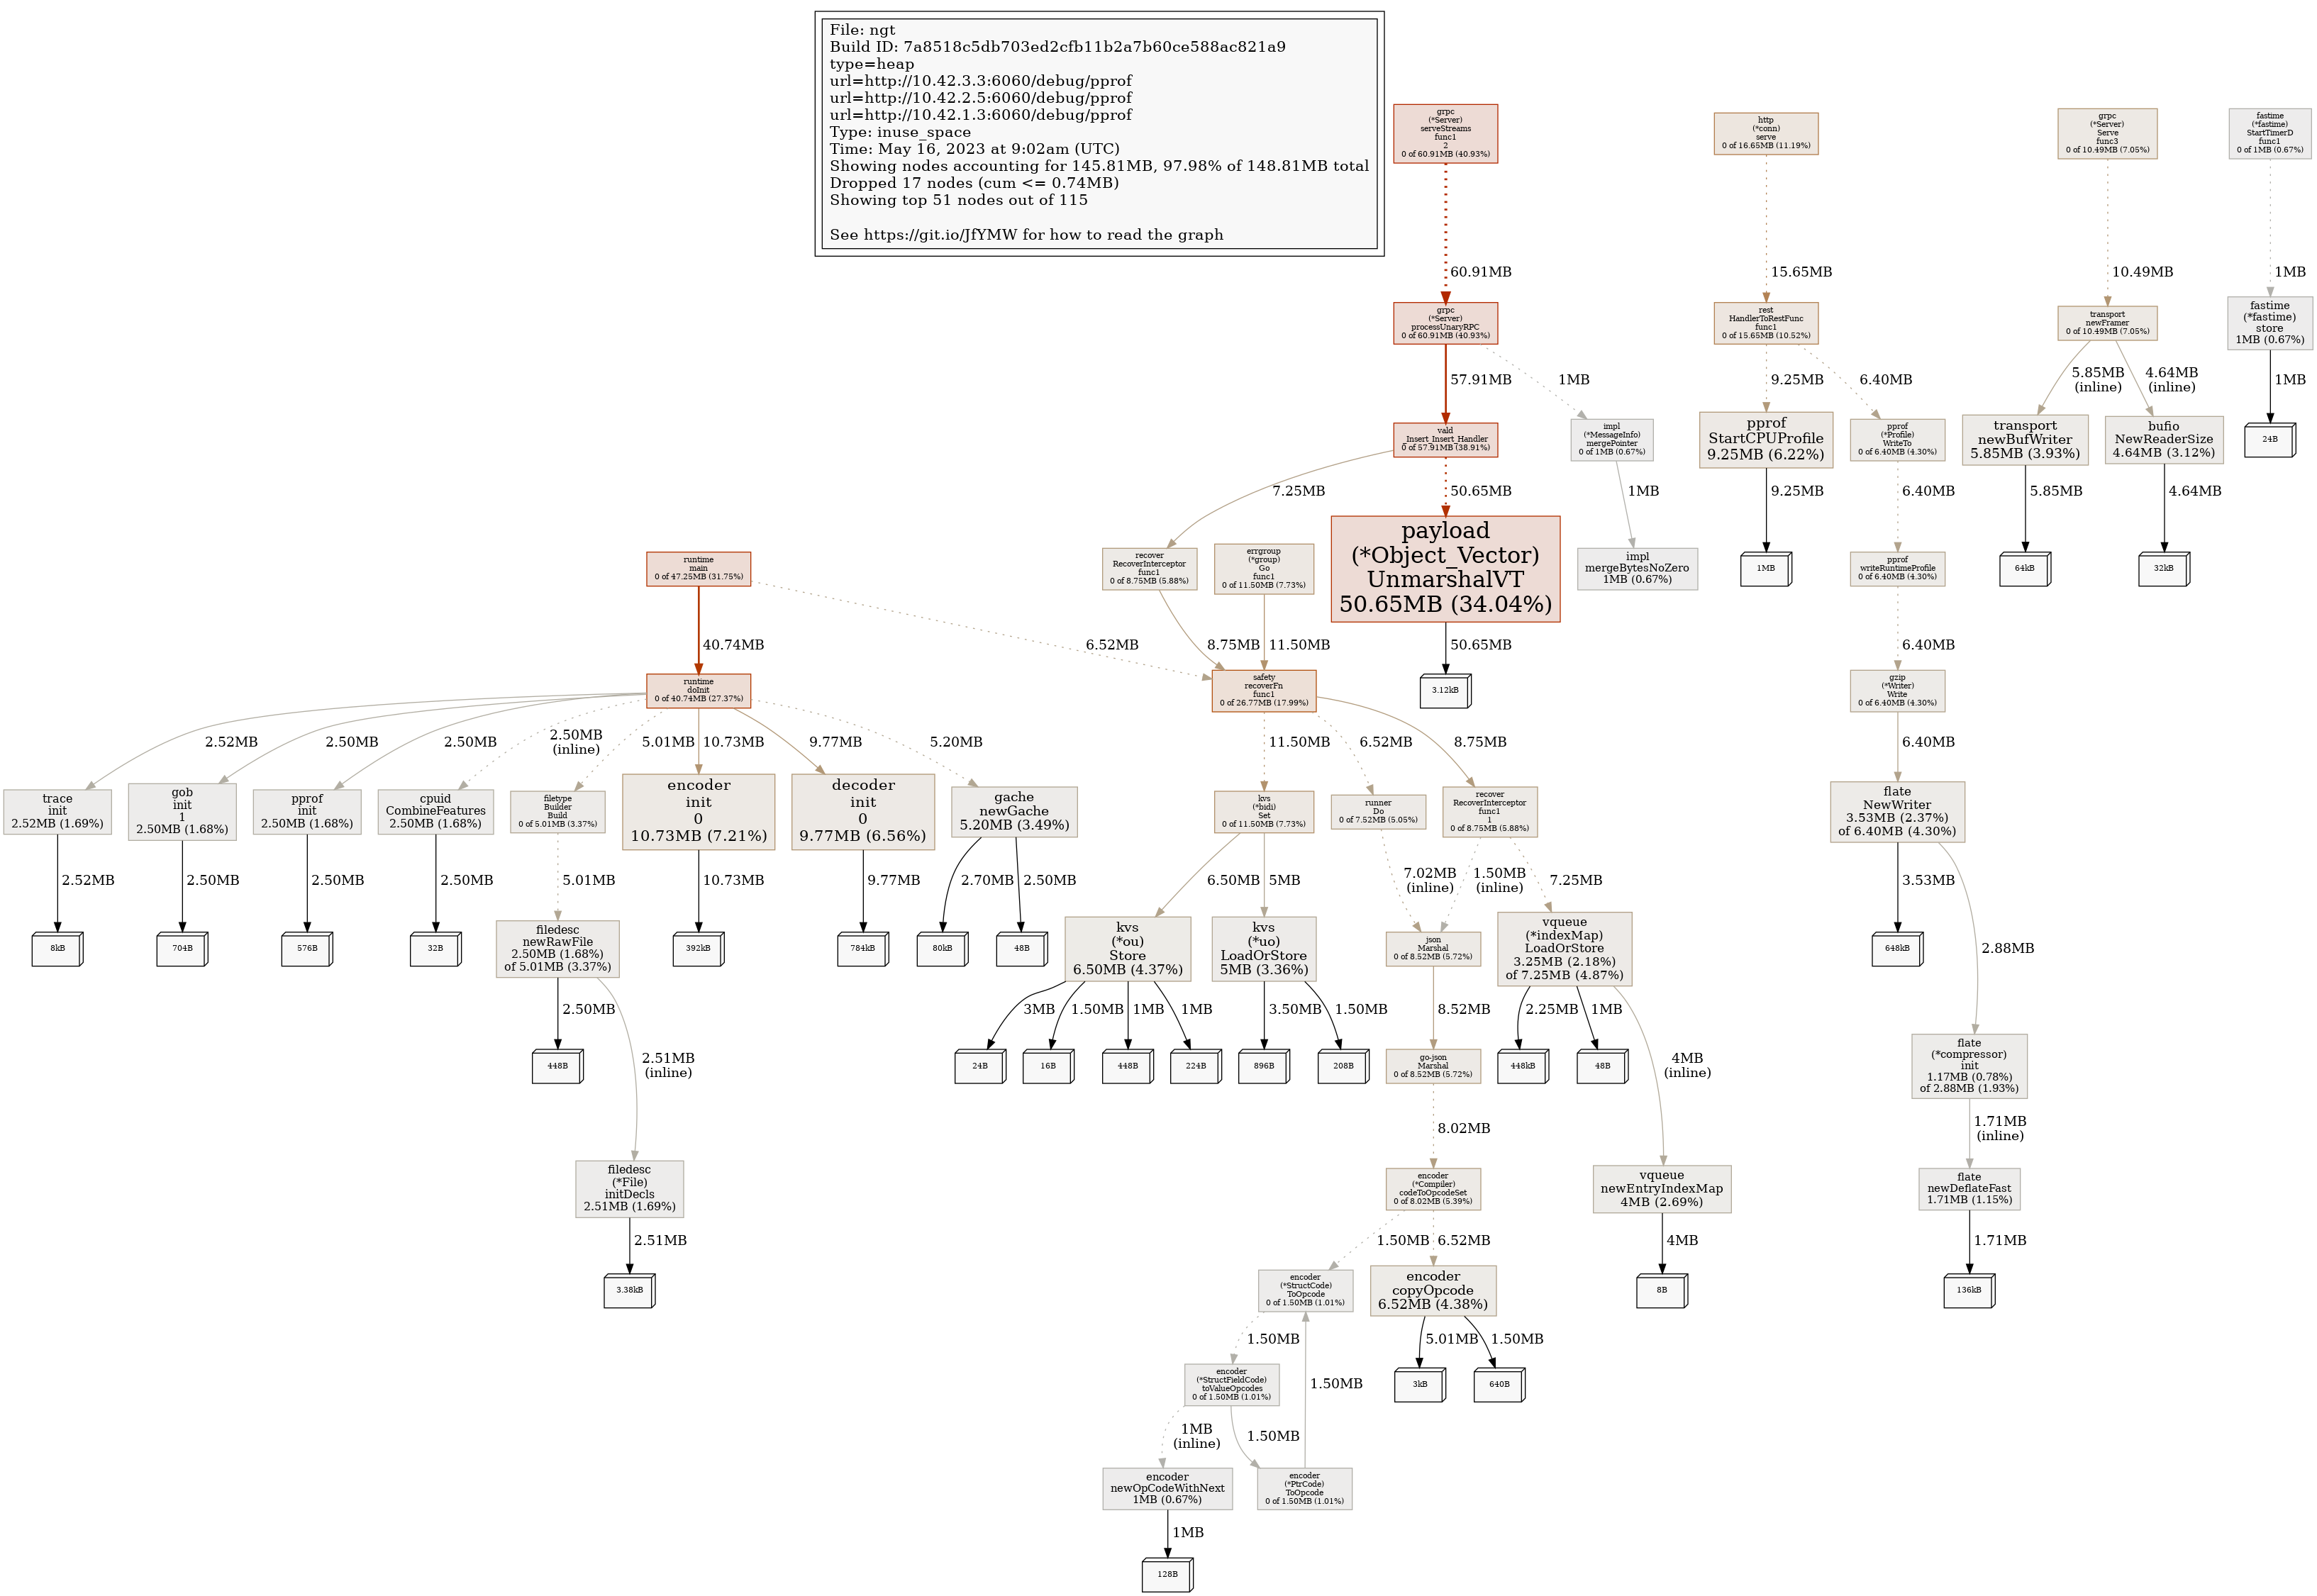 File: ngt
Build ID: 7a8518c5db703ed2cfb11b2a7b60ce588ac821a9
type=heap
url=http://10.42.3.3:6060/debug/pprof
url=http://10.42.2.5:6060/debug/pprof
url=http://10.42.1.3:6060/debug/pprof
Type: inuse_space
Time: May 16, 2023 at 9:02am (UTC)
Showing nodes accounting for 145.81MB, 97.98% of 148.81MB total
Dropped 17 nodes (cum <= 0.74MB)
Showing top 51 nodes out of 115
See https://git.io/JfYMW for how to read the graph
grpc
(*Server)
serveStreams
func1
2
0 of 60.91MB (40.93%)
http
(*conn)
serve
0 of 16.65MB (11.19%)
grpc
(*Server)
Serve
func3
0 of 10.49MB (7.05%)
fastime
(*fastime)
StartTimerD
func1
0 of 1MB (0.67%)
60.91MB
15.65MB
10.49MB
1MB
grpc
(*Server)
processUnaryRPC
0 of 60.91MB (40.93%)
rest
HandlerToRestFunc
func1
0 of 15.65MB (10.52%)
transport
newFramer
0 of 10.49MB (7.05%)
fastime
(*fastime)
store
1MB (0.67%)
57.91MB
1MB
9.25MB
6.40MB
5.85MB
(inline)
4.64MB
(inline)
1MB
vald
Insert_Insert_Handler
0 of 57.91MB (38.91%)
impl
(*MessageInfo)
mergePointer
0 of 1MB (0.67%)
pprof
StartCPUProfile
9.25MB (6.22%)
pprof
(*Profile)
WriteTo
0 of 6.40MB (4.30%)
transport
newBufWriter
5.85MB (3.93%)
bufio
NewReaderSize
4.64MB (3.12%)
24B
7.25MB
50.65MB
1MB
9.25MB
6.40MB
5.85MB
4.64MB
runtime
main
0 of 47.25MB (31.75%)
recover
RecoverInterceptor
func1
0 of 8.75MB (5.88%)
errgroup
(*group)
Go
func1
0 of 11.50MB (7.73%)
payload
(*Object_Vector)
UnmarshalVT
50.65MB (34.04%)
impl
mergeBytesNoZero
1MB (0.67%)
1MB
pprof
writeRuntimeProfile
0 of 6.40MB (4.30%)
64kB
32kB
40.74MB
6.52MB
8.75MB
11.50MB
50.65MB
6.40MB
runtime
doInit
0 of 40.74MB (27.37%)
safety
recoverFn
func1
0 of 26.77MB (17.99%)
3.12kB
gzip
(*Writer)
Write
0 of 6.40MB (4.30%)
2.52MB
2.50MB
2.50MB
2.50MB
(inline)
5.01MB
10.73MB
9.77MB
5.20MB
11.50MB
6.52MB
8.75MB
6.40MB
trace
init
2.52MB (1.69%)
gob
init
1
2.50MB (1.68%)
pprof
init
2.50MB (1.68%)
cpuid
CombineFeatures
2.50MB (1.68%)
filetype
Builder
Build
0 of 5.01MB (3.37%)
encoder
init
0
10.73MB (7.21%)
decoder
init
0
9.77MB (6.56%)
gache
newGache
5.20MB (3.49%)
kvs
(*bidi)
Set
0 of 11.50MB (7.73%)
runner
Do
0 of 7.52MB (5.05%)
recover
RecoverInterceptor
func1
1
0 of 8.75MB (5.88%)
flate
NewWriter
3.53MB (2.37%)
of 6.40MB (4.30%)
2.52MB
2.50MB
2.50MB
2.50MB
5.01MB
10.73MB
9.77MB
2.70MB
2.50MB
6.50MB
5MB
7.02MB
(inline)
1.50MB
(inline)
7.25MB
3.53MB
2.88MB
8kB
704B
576B
32B
filedesc
newRawFile
2.50MB (1.68%)
of 5.01MB (3.37%)
392kB
784kB
80kB
48B
kvs
(*ou)
Store
6.50MB (4.37%)
kvs
(*uo)
LoadOrStore
5MB (3.36%)
json
Marshal
0 of 8.52MB (5.72%)
vqueue
(*indexMap)
LoadOrStore
3.25MB (2.18%)
of 7.25MB (4.87%)
648kB
2.50MB
2.51MB
(inline)
3MB
1.50MB
1MB
1MB
3.50MB
1.50MB
8.52MB
2.25MB
1MB
4MB
(inline)
448B
24B
16B
448B
224B
896B
208B
go-json
Marshal
0 of 8.52MB (5.72%)
448kB
48B
flate
(*compressor)
init
1.17MB (0.78%)
of 2.88MB (1.93%)
8.02MB
1.71MB
(inline)
filedesc
(*File)
initDecls
2.51MB (1.69%)
encoder
(*Compiler)
codeToOpcodeSet
0 of 8.02MB (5.39%)
vqueue
newEntryIndexMap
4MB (2.69%)
flate
newDeflateFast
1.71MB (1.15%)
2.51MB
1.50MB
6.52MB
4MB
1.71MB
3.38kB
encoder
(*StructCode)
ToOpcode
0 of 1.50MB (1.01%)
encoder
copyOpcode
6.52MB (4.38%)
8B
136kB
1.50MB
5.01MB
1.50MB
encoder
(*StructFieldCode)
toValueOpcodes
0 of 1.50MB (1.01%)
1.50MB
3kB
640B
1MB
(inline)
1.50MB
encoder
newOpCodeWithNext
1MB (0.67%)
encoder
(*PtrCode)
ToOpcode
0 of 1.50MB (1.01%)
1MB
128B